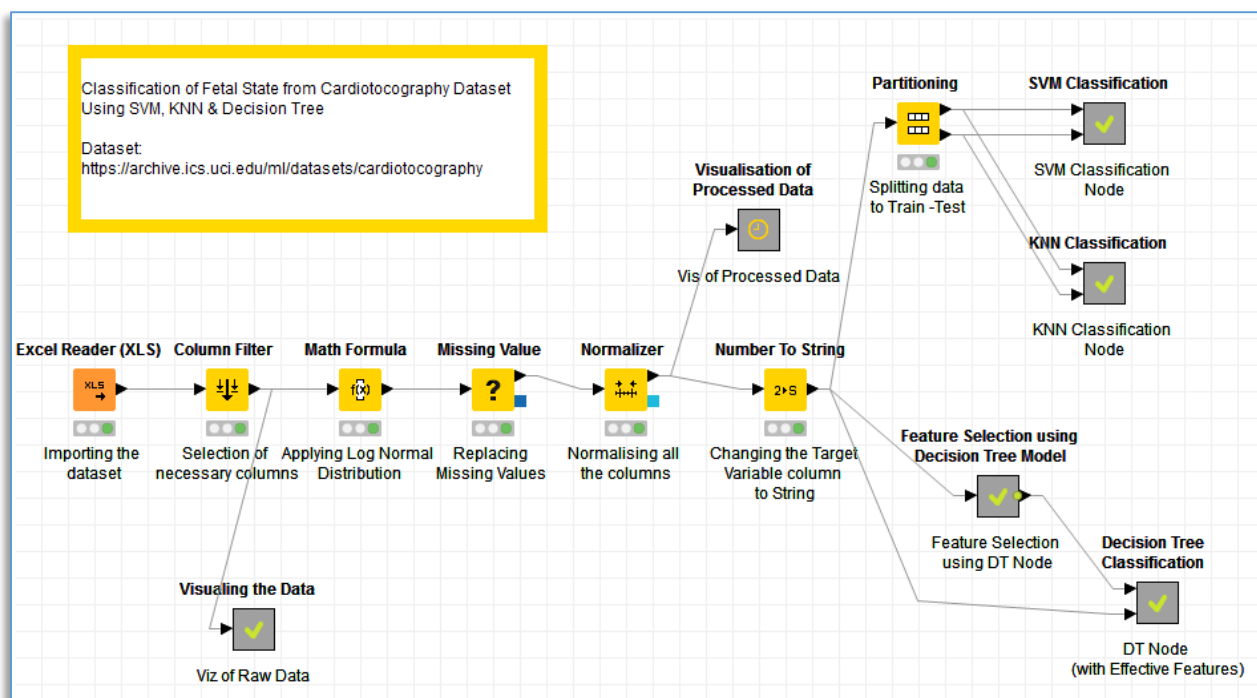 Classification of Fetal State from Cardiotocography Dataset
Using SVM, KNN & Decision Tree
Dataset:
https://archive.ics.uci.edu/ml/datasets/cardiotocography
Partitioning
Splitting data
to Train -Test
SVM Classification
SVM Classification
Node
Visualisation of
Processed Data
Vis of Processed Data
KNN Classification
KNN Classification
Node
Excel Reader (XLS)
XLS
Importing the
dataset
Column Filter
Selection of
necessary columns
Math Formula
f(x)
Applying Log Normal
Distribution
Missing Value
?
Replacing
Missing Values
Normalizer
Normalising all
the columns
Number To String
2▸S
Changing the Target
Variable column
to String
Feature Selection using
Decision Tree Model
Feature Selection
using DT Node
Decision Tree
Classification
DT Node
(with Effective Features)
Visualing the Data
Viz of Raw Data